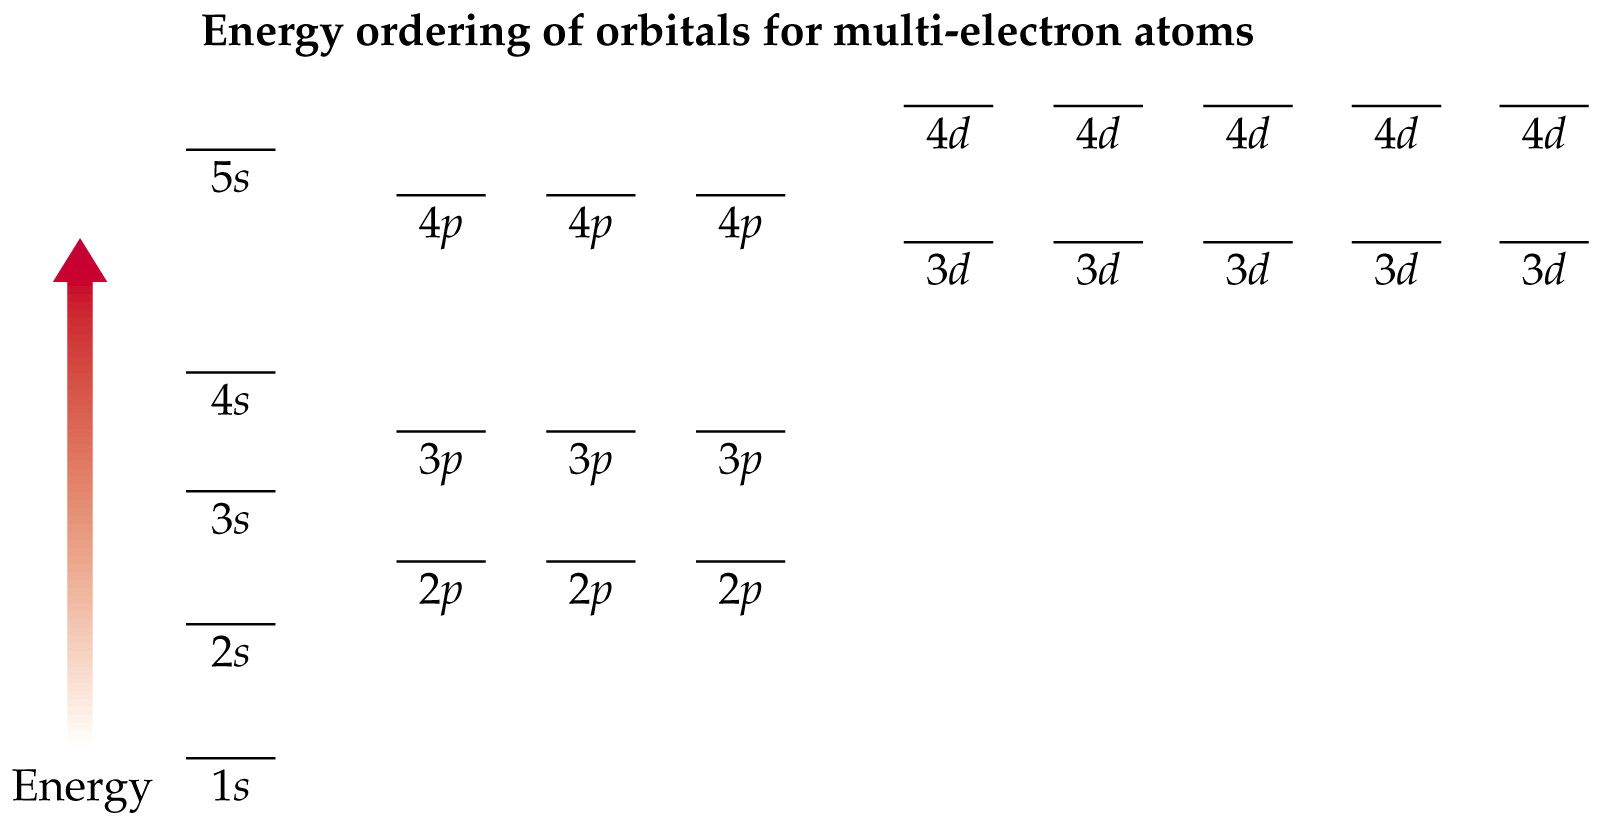 Energy ordering of orbitals for multi-electron atoms
4d 4d 4d 4d 4d
5s
4p 4p 4p
3d 3d 3d 3d 3d
4s
3p 3p 3p
3s
2p 2p 2p
2s
Energy 1s